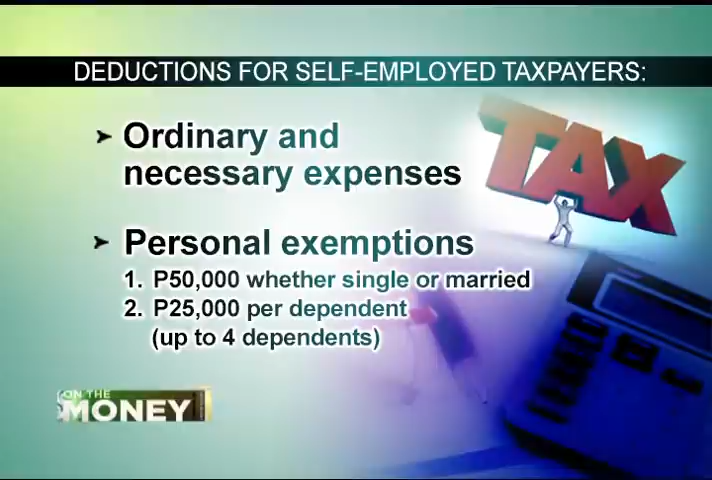 DEDUCTIONS FOR SELF-EMPLOYED TAXPAYERS:
TAX
➤ Ordinary and
necessary expenses
➤ Personal exemptions
1. P50,000 whether single or married
2. P25,000 per dependent
(up to 4 dependents)
ON THE
MONEY